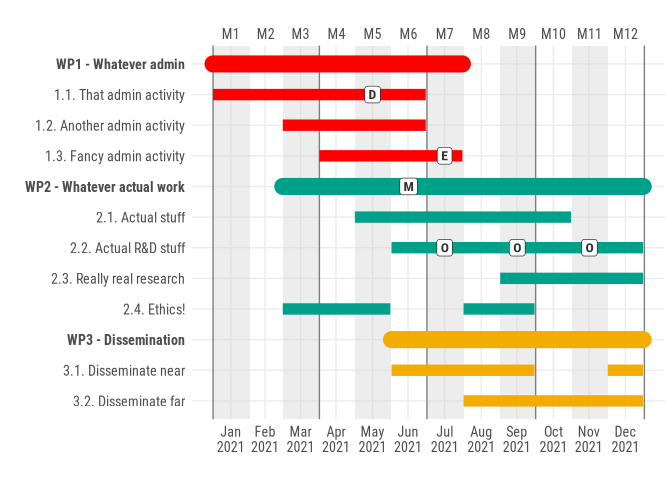 M1 M2 M3 M4 M5 M6 M7 M8 M9 M10 M11 M12
WP1 - Whatever admin
1.1. That admin activity D
1.2. Another admin activity
1.3. Fancy admin activity E
WP2 - Whatever actual work M
2.1. Actual stuff
2.2. Actual R&D stuff O O O
2.3. Really real research
2.4. Ethics!
WP3 - Dissemination
3.1. Disseminate near
3.2. Disseminate far
Jan Feb Mar Apr May Jun Jul Aug Sep Oct Nov Dec
2021 2021 2021 2021 2021 2021 2021 2021 2021 2021 2021 2021